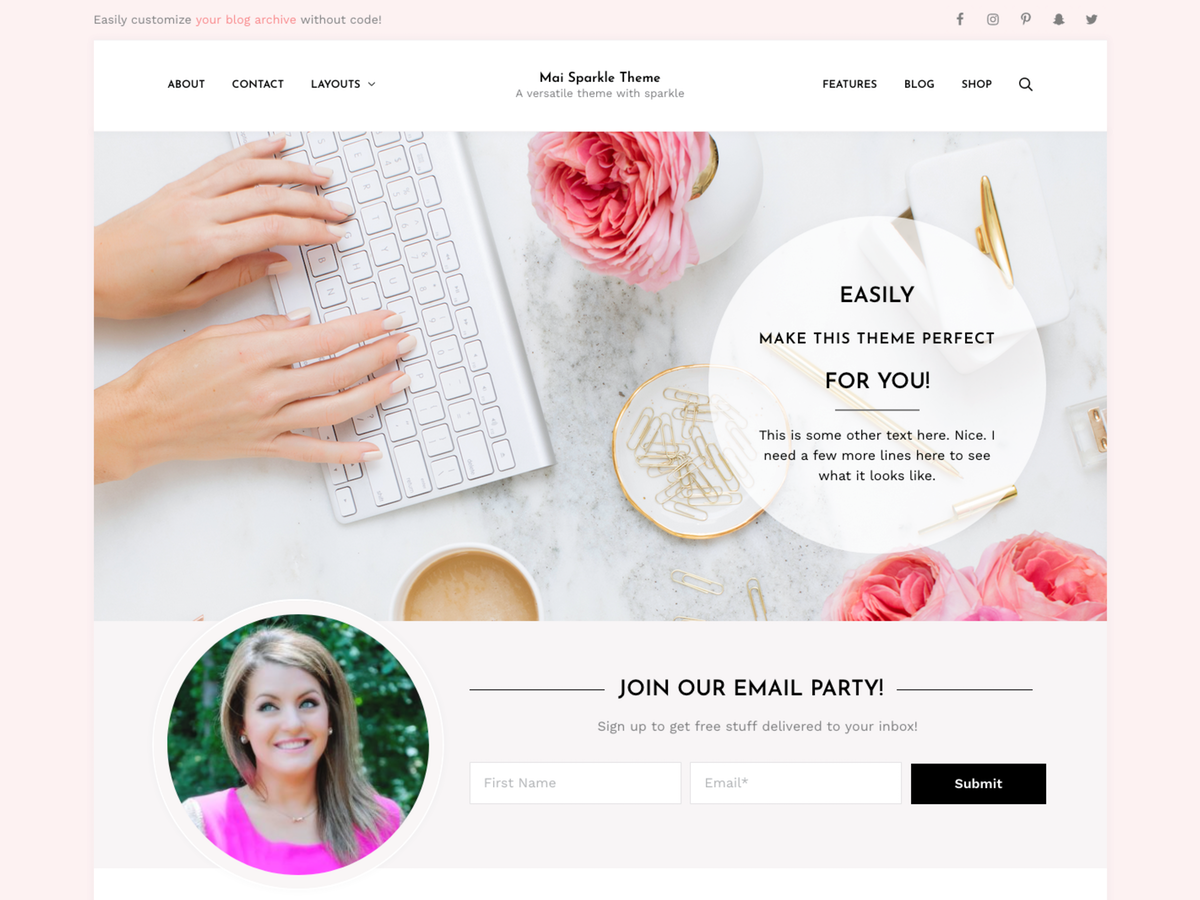 Easily customize your blog archive without code!
ABOUT CONTACT LAYOUTS
Mai Sparkle Theme
A versatile theme with sparkle
FEATURES BLOG SHOP
EASILY
MAKE THIS THEME PERFECT
FOR YOU!
This is some other text here. Nice. I
need a few more lines here to see
what it looks like.
JOIN OUR EMAIL PARTY!
Sign up to get free stuff delivered to your inbox!
First Name
Email*
Submit